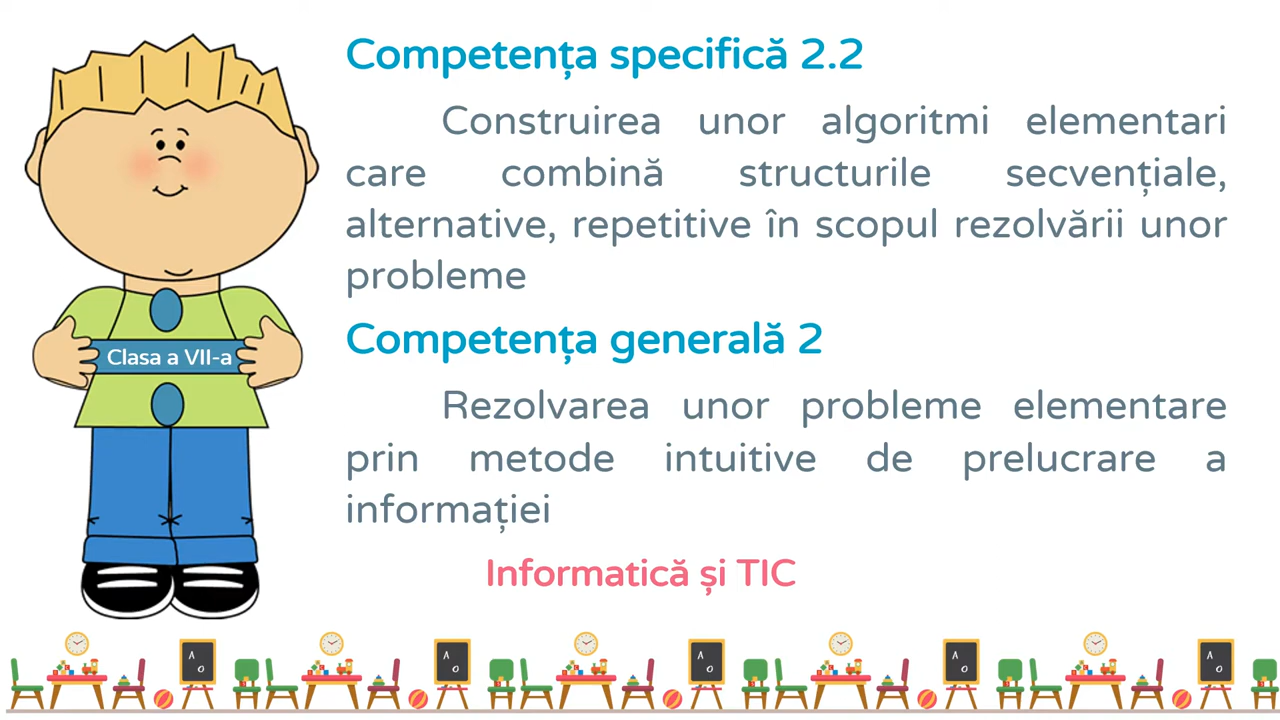 Competența specifică 2.2
Construirea unor algoritmi elementari
care combină structurile secvențiale,
alternative, repetitive în scopul rezolvării unor
probleme
Clasa a VII-a
Competența generală 2
Rezolvarea unor probleme elementare
prin metode intuitive de prelucrare a
informației
Informatică și TIC